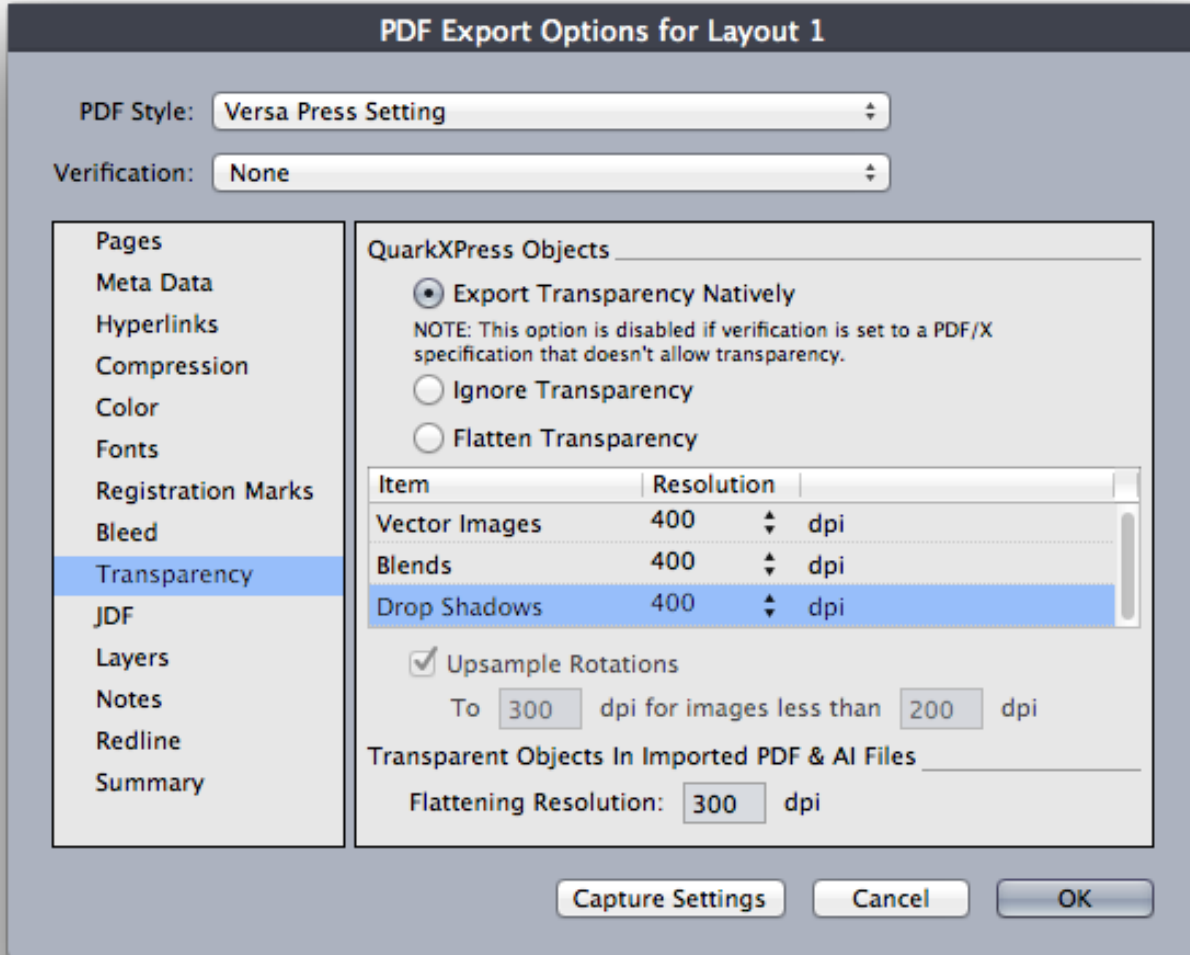 PDF Export Options for Layout 1
PDF Style: Versa Press Setting
Verification: None
Pages
Meta Data
Hyperlinks
Compression
Color
Fonts
Registration Marks
Bleed
Transparency
JDF
Layers
Notes
Redline
Summary
QuarkXPress Objects
Export Transparency Natively
NOTE: This option is disabled if verification is set to a PDF/X
specification that doesn't allow transparency.
Ignore Transparency
Flatten Transparency
Item Resolution
Vector Images 400 dpi
Blends 400 dpi
Drop Shadows 400 dpi
Upsample Rotations
To 300 dpi for images less than 200 dpi
Transparent Objects In Imported PDF & AI Files
Flattening Resolution: 300 dpi
Capture Settings Cancel OK